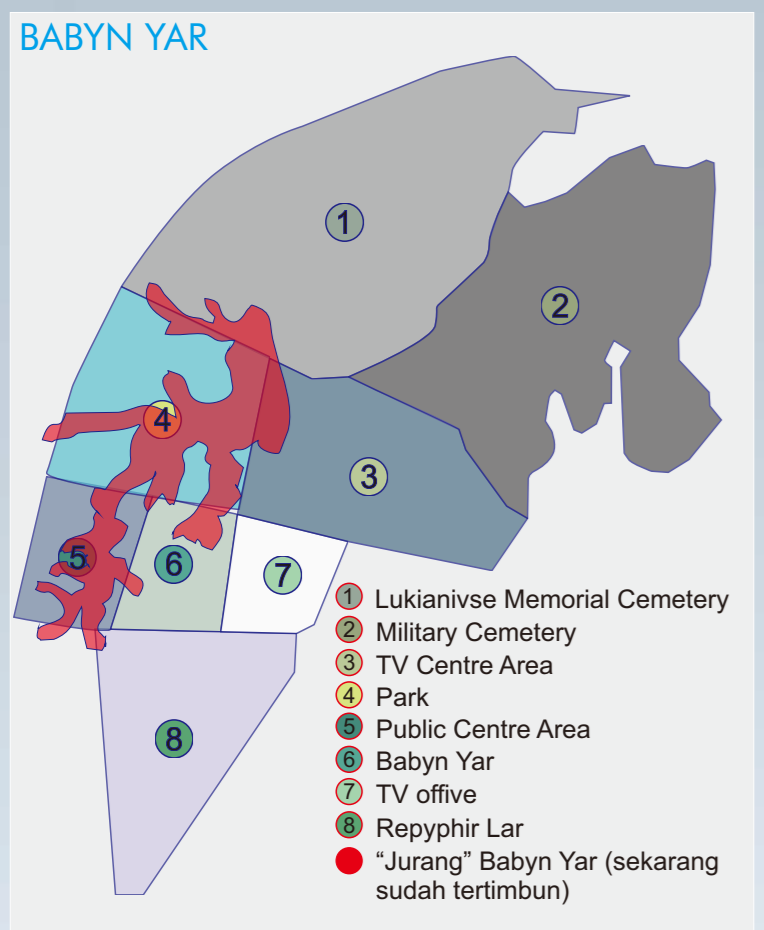 BABYN YAR
1
2
3
4
5
6
7
8
1 Lukianivse Memorial Cemetery
2 Military Cemetery
3 TV Centre Area
4 Park
5 Public Centre Area
6 Babyn Yar
7 TV offive
8 Repyphir Lar
“Jurang” Babyn Yar (sekarang
sudah tertimbun)